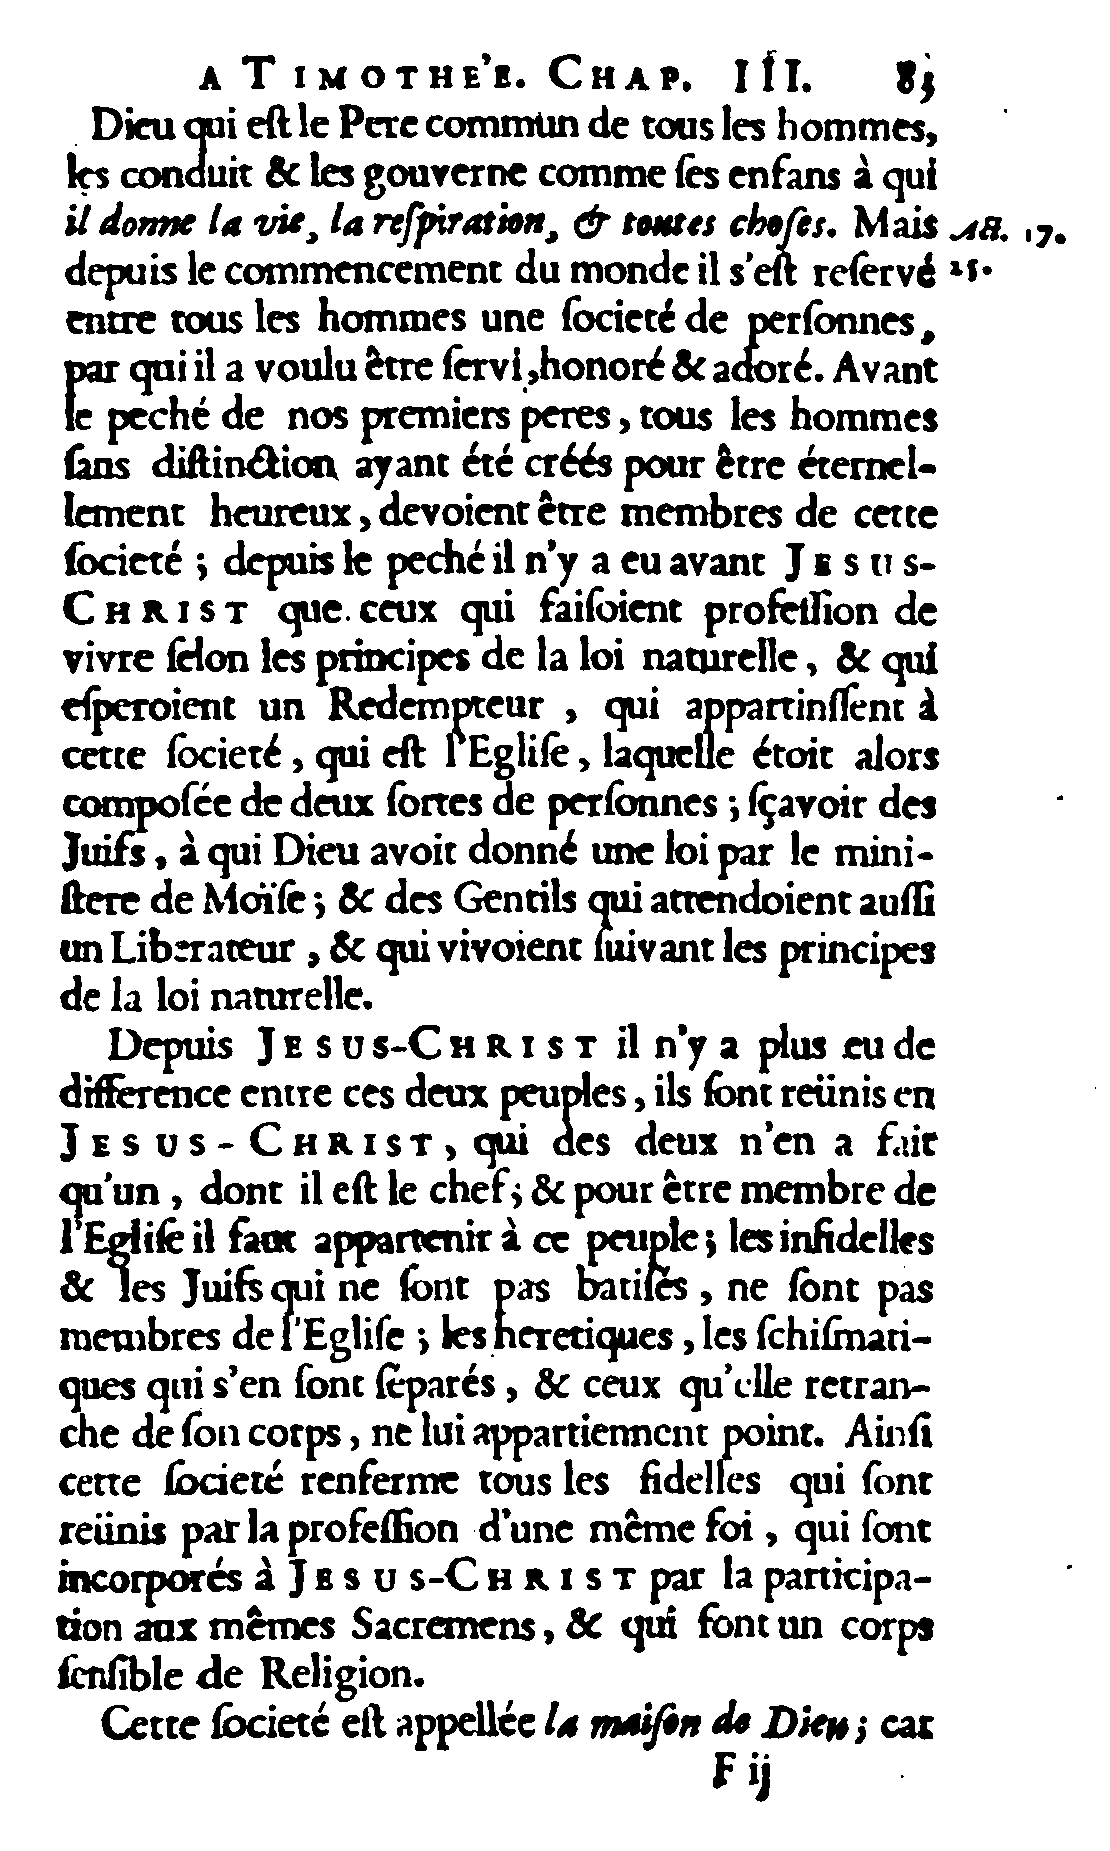 A TIMOTHE'E. CHAP. III. 83
Dieu qui eſt le Pere commun de tous les hommes,
les conduit & les gouverne comme ſes enfans à qui
il donne la vie, la reſpiration, & toutes choſes. Mais
Act. 17.
25.
depuis le commencement du monde il s'eſt reſervé
entre tous les hommes une ſocieté de perſonnes,
par qui il a voulu être ſervi, honoré & adoré. Avant
le peché de nos premiers peres, tous les hommes
ſans diſtinction ayant été créés pour être éternel-
lement heureux, devoient être membres de cette
ſocieté; depuis le peché il n'y a eu avant JESUS-
CHRIST que ceux qui faiſoient profeſſion de
vivre ſelon les principes de la loi naturelle, & qui
eſperoient un Redempteur, qui appartinſſent à
cette ſocieté, qui eſt l'Egliſe, laquelle étoit alors
compoſée de deux ſortes de perſonnes; ſçavoir des
Juifs, à qui Dieu avoit donné une loi par le mini-
ſtere de Moïſe; & des Gentils qui attendoient auſſi
un Liberateur, & qui vivoient ſuivant les principes
de la loi naturelle.
Depuis JESUS-CHRIST il n'y a plus eu de
difference entre ces deux peuples, ils ſont reünis en
JESUS-CHRIST, qui des deux n'en a fait
qu'un, dont il eſt le chef; & pour être membre de
l'Egliſe il faut appartenir à ce peuple; les infidelles
& les Juifs qui ne ſont pas batiſés, ne ſont pas
membres de l'Egliſe; les heretiques, les ſchiſmati-
ques qui s'en ſont ſéparés, & ceux qu'elle retran-
che de ſon corps, ne lui appartiennent point. Ainſi
cette ſocieté renferme tous les fidelles qui ſont
reünis par la profeſſion d'une même foi, qui ſont
incorporés à JESUS-CHRIST par la participa-
tion aux mêmes Sacremens, & qui font un corps
ſenſible de Religion.
Cette ſocieté eſt appellée la maiſon de Dieu; car
F ij